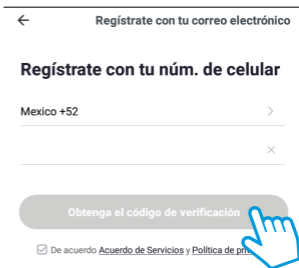 Regístrate con tu correo electrónico
Regístrate con tu núm. de celular
Mexico +52
Obtenga el código de verificación
De acuerdo Acuerdo de Servicios y Política de